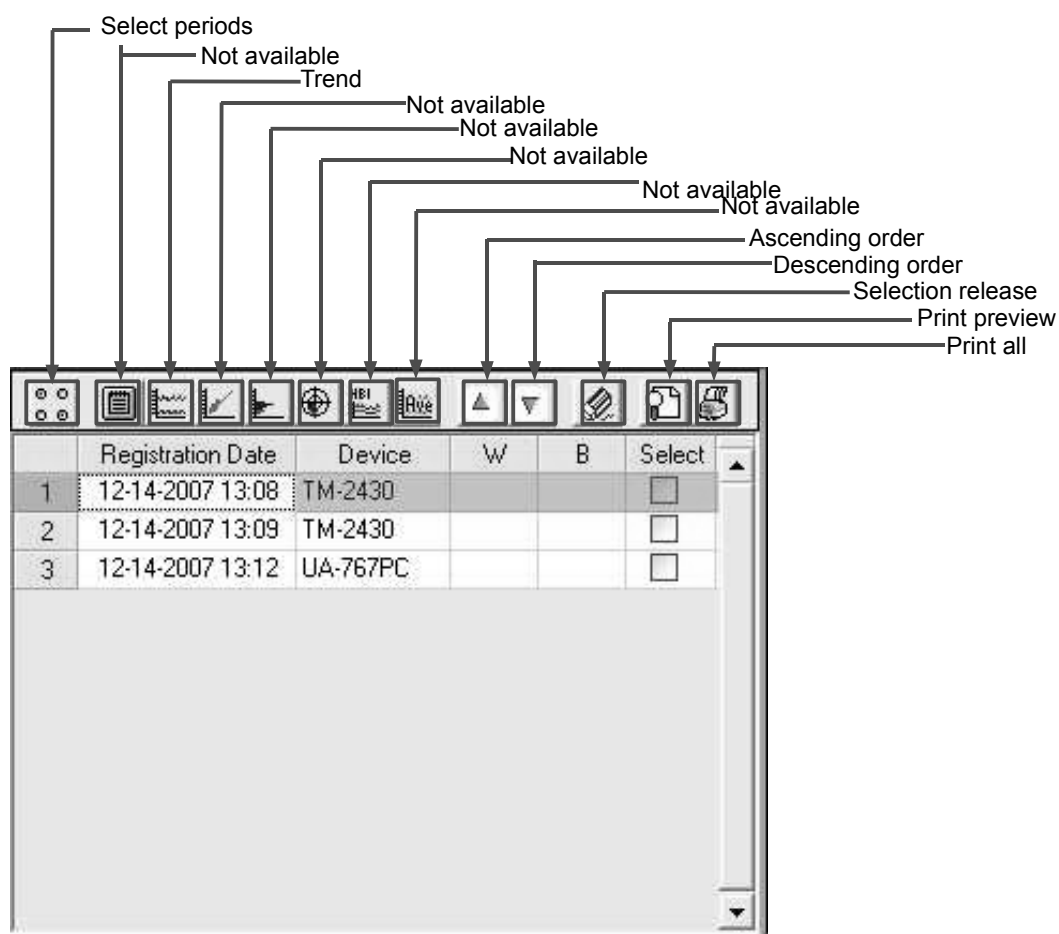 Select periods
Not available
Trend
Not available
Not available
Not available
Not available
Not available
Ascending order
Descending order
Selection release
Print preview
Print all
HBI
Ave
Registration Date Device W B Select
1 12-14-2007 13:08 TM-2430
2 12-14-2007 13:09 TM-2430
3 12-14-2007 13:12 UA-767PC